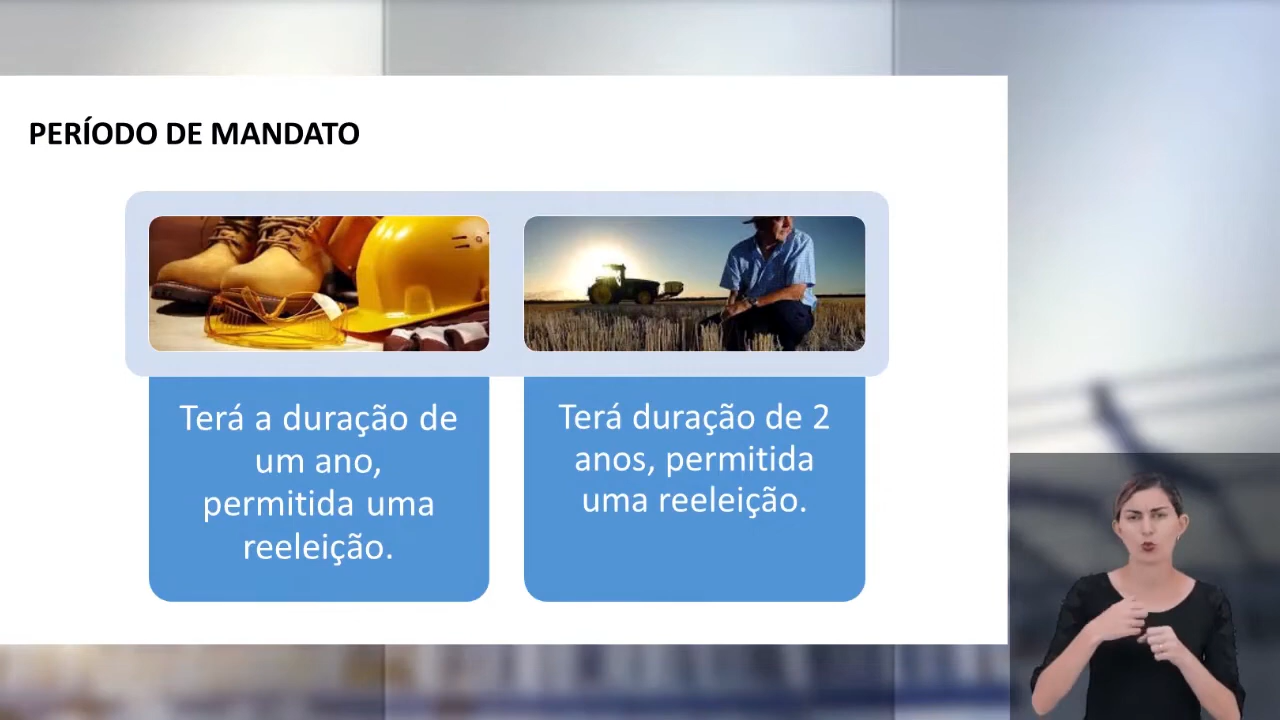 PERÍODO DE MANDATO
Terá a duração de
um ano,
permitida uma
reeleição.
Terá duração de 2
anos, permitida
uma reeleição.